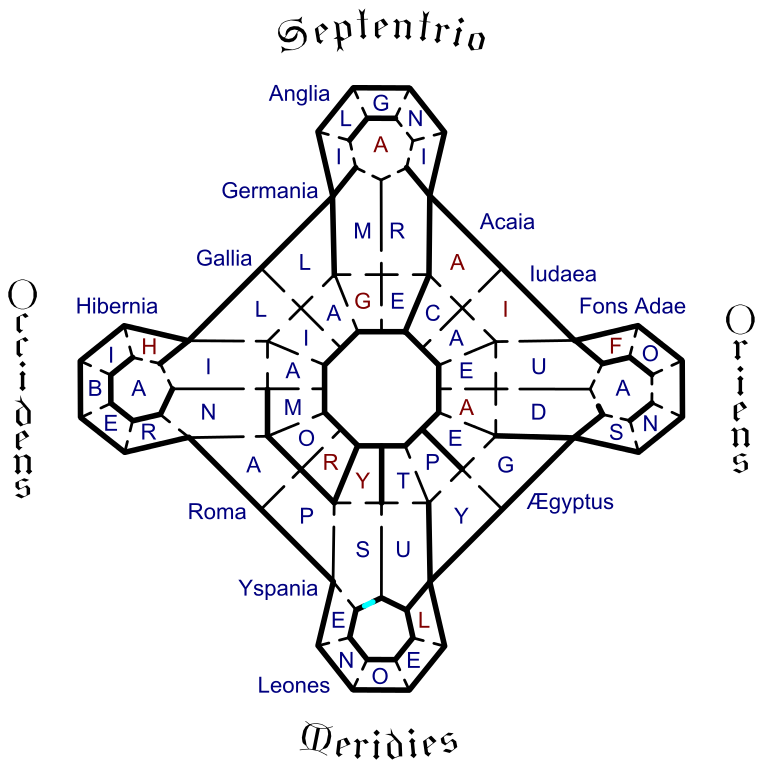 Septentrio
Anglia
G
L N
A
I I
Germania
Acaia
M R
Gallia
L A
Iudaea
Occidens
Oriens
Hibernia
Fons Adae
L A G E C I
I A
I H
F O
I A E U
B A
A
N M A D
E R
O E
S N
A R Y T P G
Roma
P Y
Ægyptus
S U
Yspania
E L
N E
O
Leones
Meridies